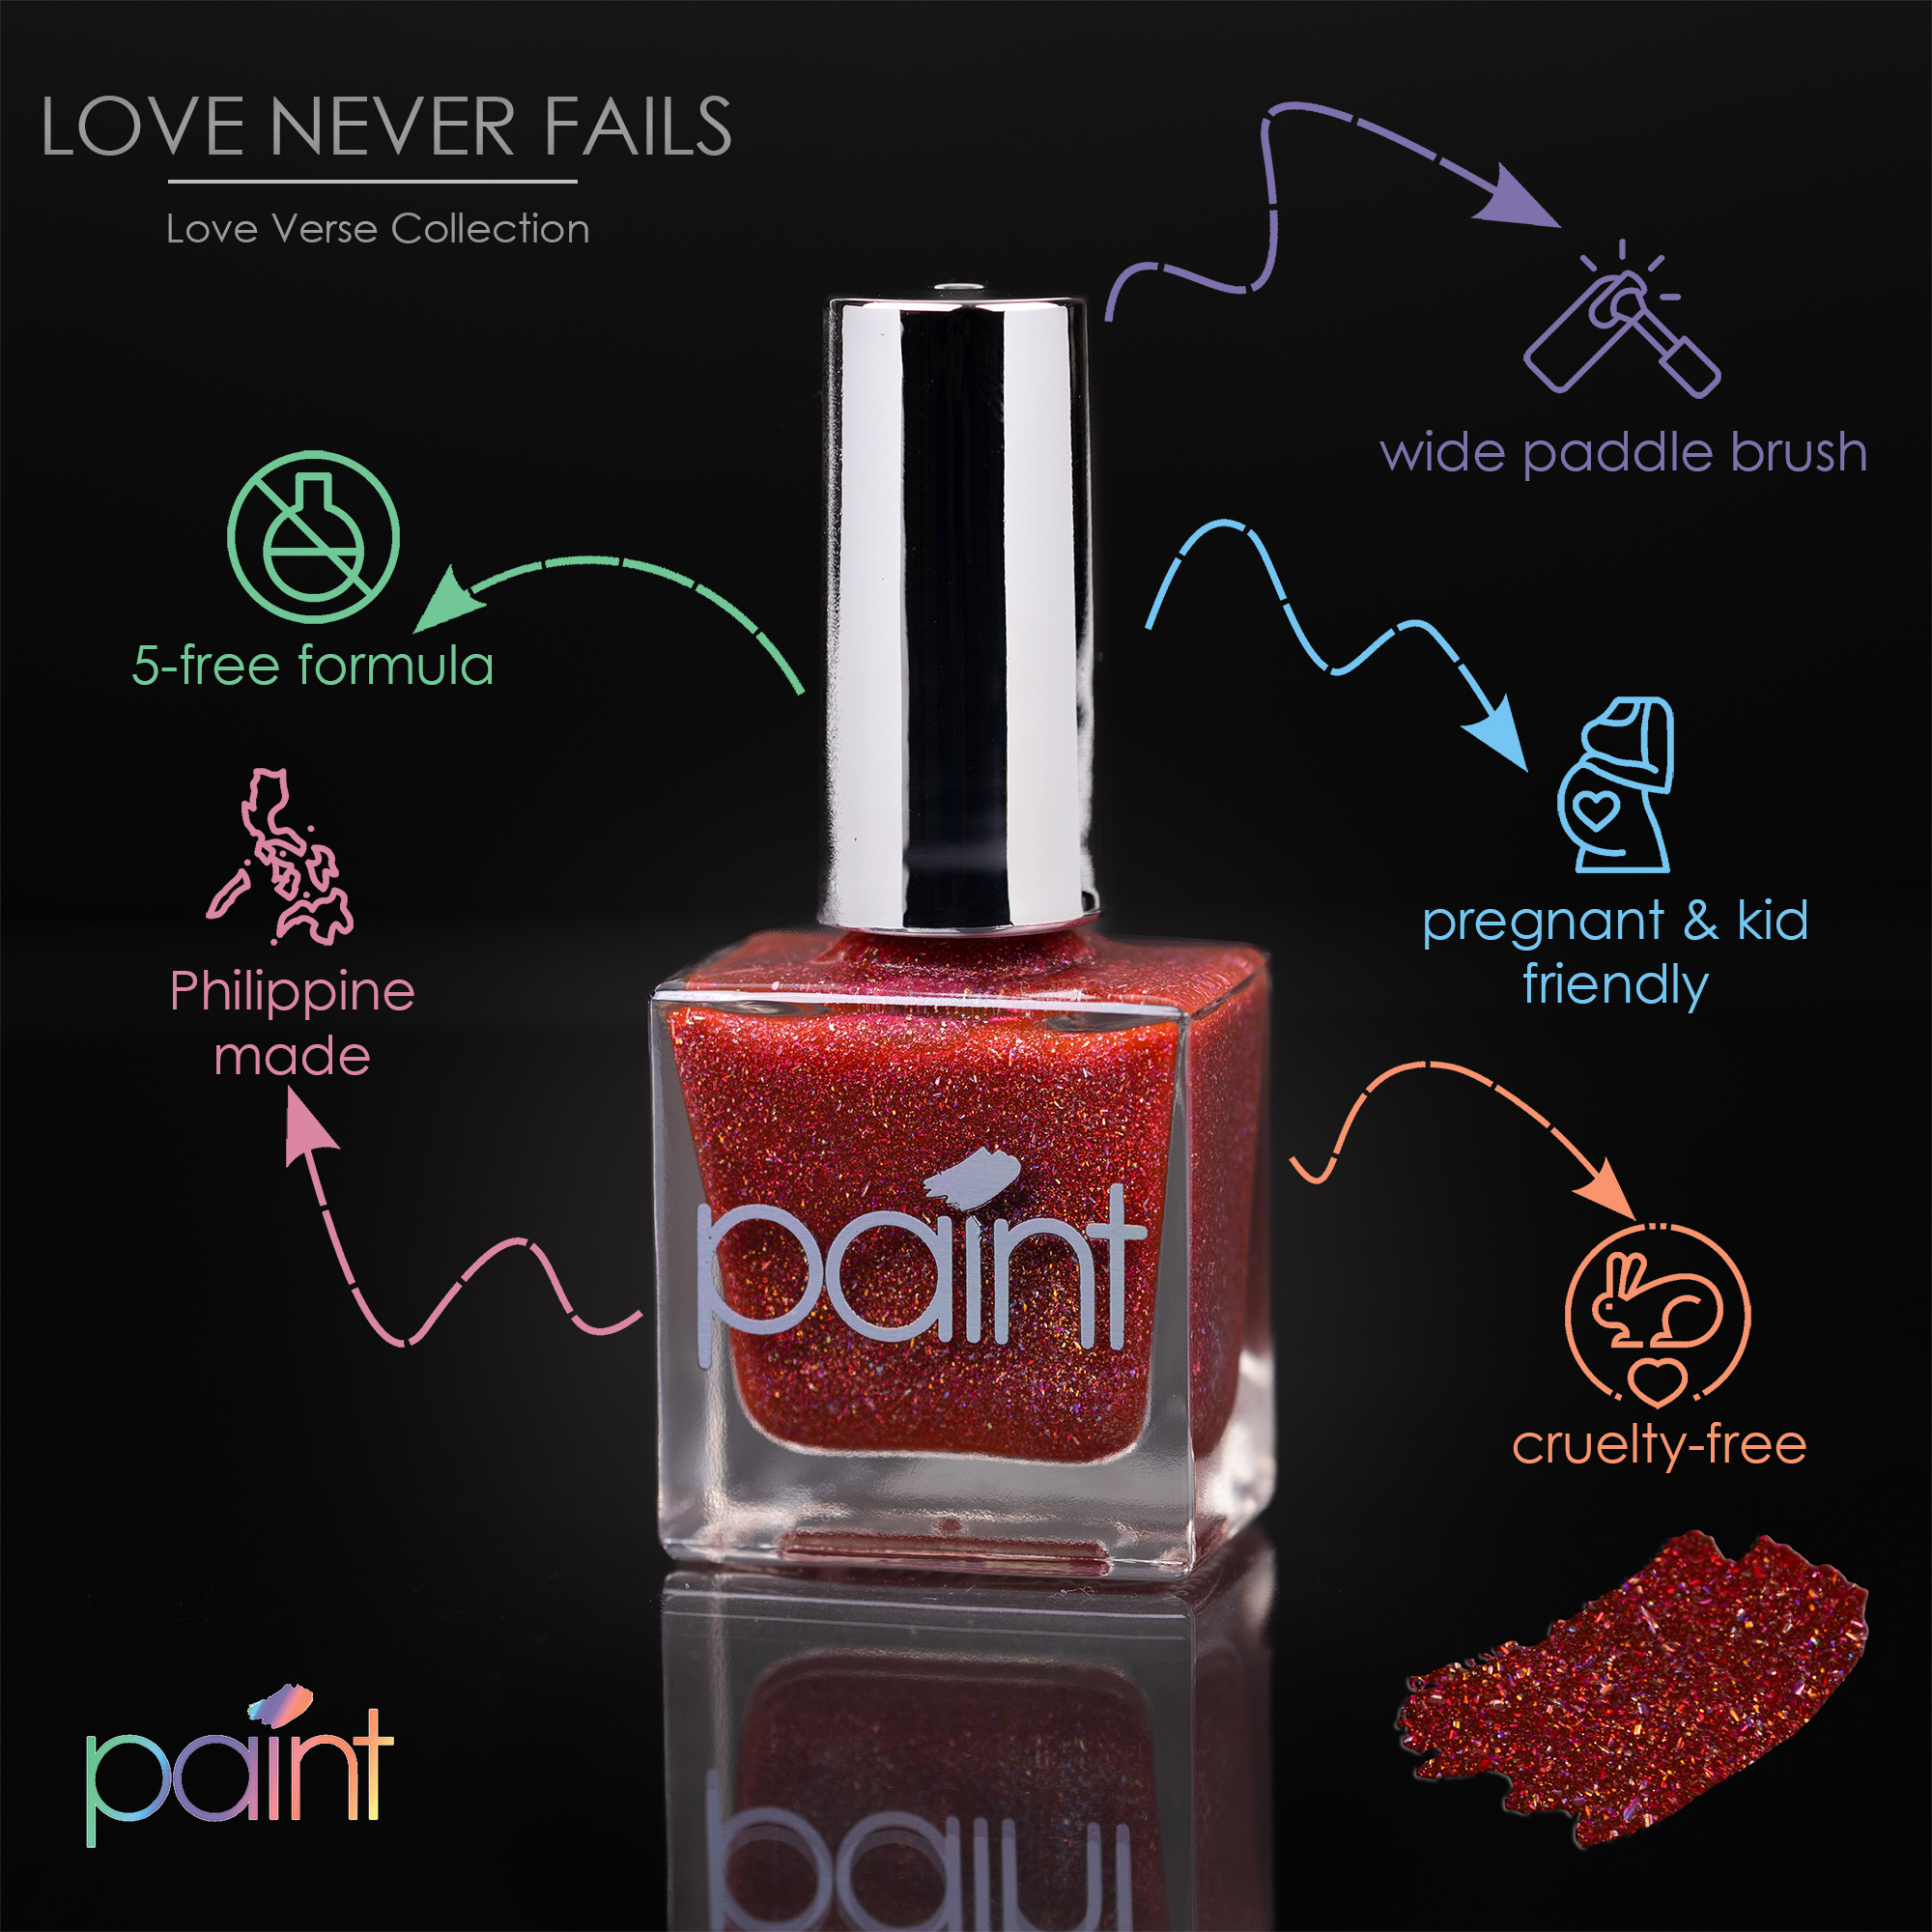 LOVE NEVER FAILS
Love Verse Collection
wide paddle brush
5-free formula
pregnant & kid
friendly
Philippine
made
paint
cruelty-free
paint
paint